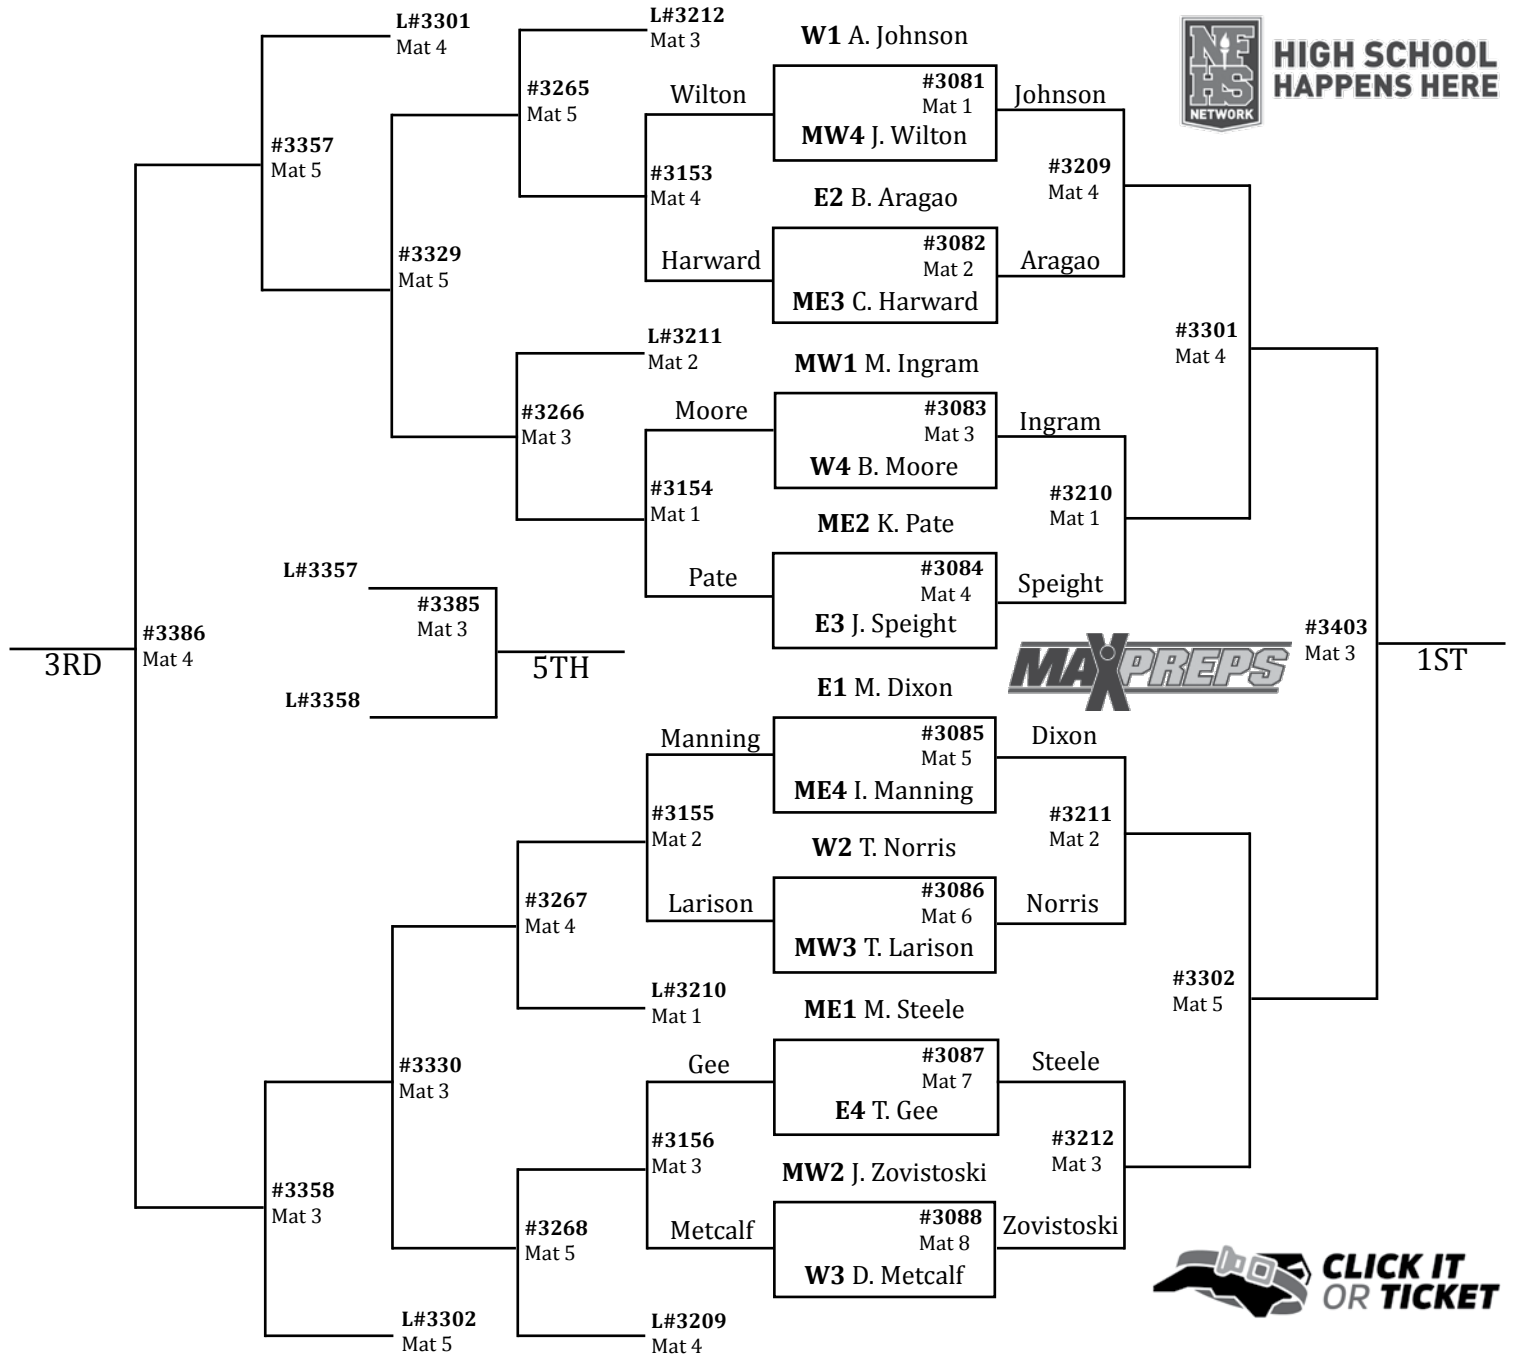 L#3301
Mat 4
L#3212
Mat 3
W1 A. Johnson
NFHS
NETWORK
HIGH SCHOOL
HAPPENS HERE
#3265
Mat 5
Wilton
#3081
Mat 1
Johnson
MW4 J. Wilton
#3357
Mat 5
#3153
Mat 4
#3209
Mat 4
E2 B. Aragao
#3329
Mat 5
Harward
#3082
Mat 2
Aragao
ME3 C. Harward
L#3211
Mat 2
#3301
Mat 4
MW1 M. Ingram
#3266
Mat 3
Moore
#3083
Mat 3
Ingram
W4 B. Moore
#3154
Mat 1
#3210
Mat 1
ME2 K. Pate
L#3357
Pate
#3084
Mat 4
Speight
E3 J. Speight
#3385
Mat 3
#3386
Mat 4
3RD
5TH
MAXPREPS
#3403
Mat 3
1ST
L#3358
E1 M. Dixon
Manning
#3085
Mat 5
Dixon
ME4 I. Manning
#3155
Mat 2
#3211
Mat 2
W2 T. Norris
#3267
Mat 4
Larison
#3086
Mat 6
Norris
MW3 T. Larison
L#3210
Mat 1
#3302
Mat 5
ME1 M. Steele
#3330
Mat 3
Gee
#3087
Mat 7
Steele
E4 T. Gee
#3156
Mat 3
#3212
Mat 3
MW2 J. Zovistoski
#3358
Mat 3
#3268
Mat 5
Metcalf
#3088
Mat 8
Zovistoski
W3 D. Metcalf
L#3302
Mat 5
L#3209
Mat 4
CLICK IT
OR TICKET